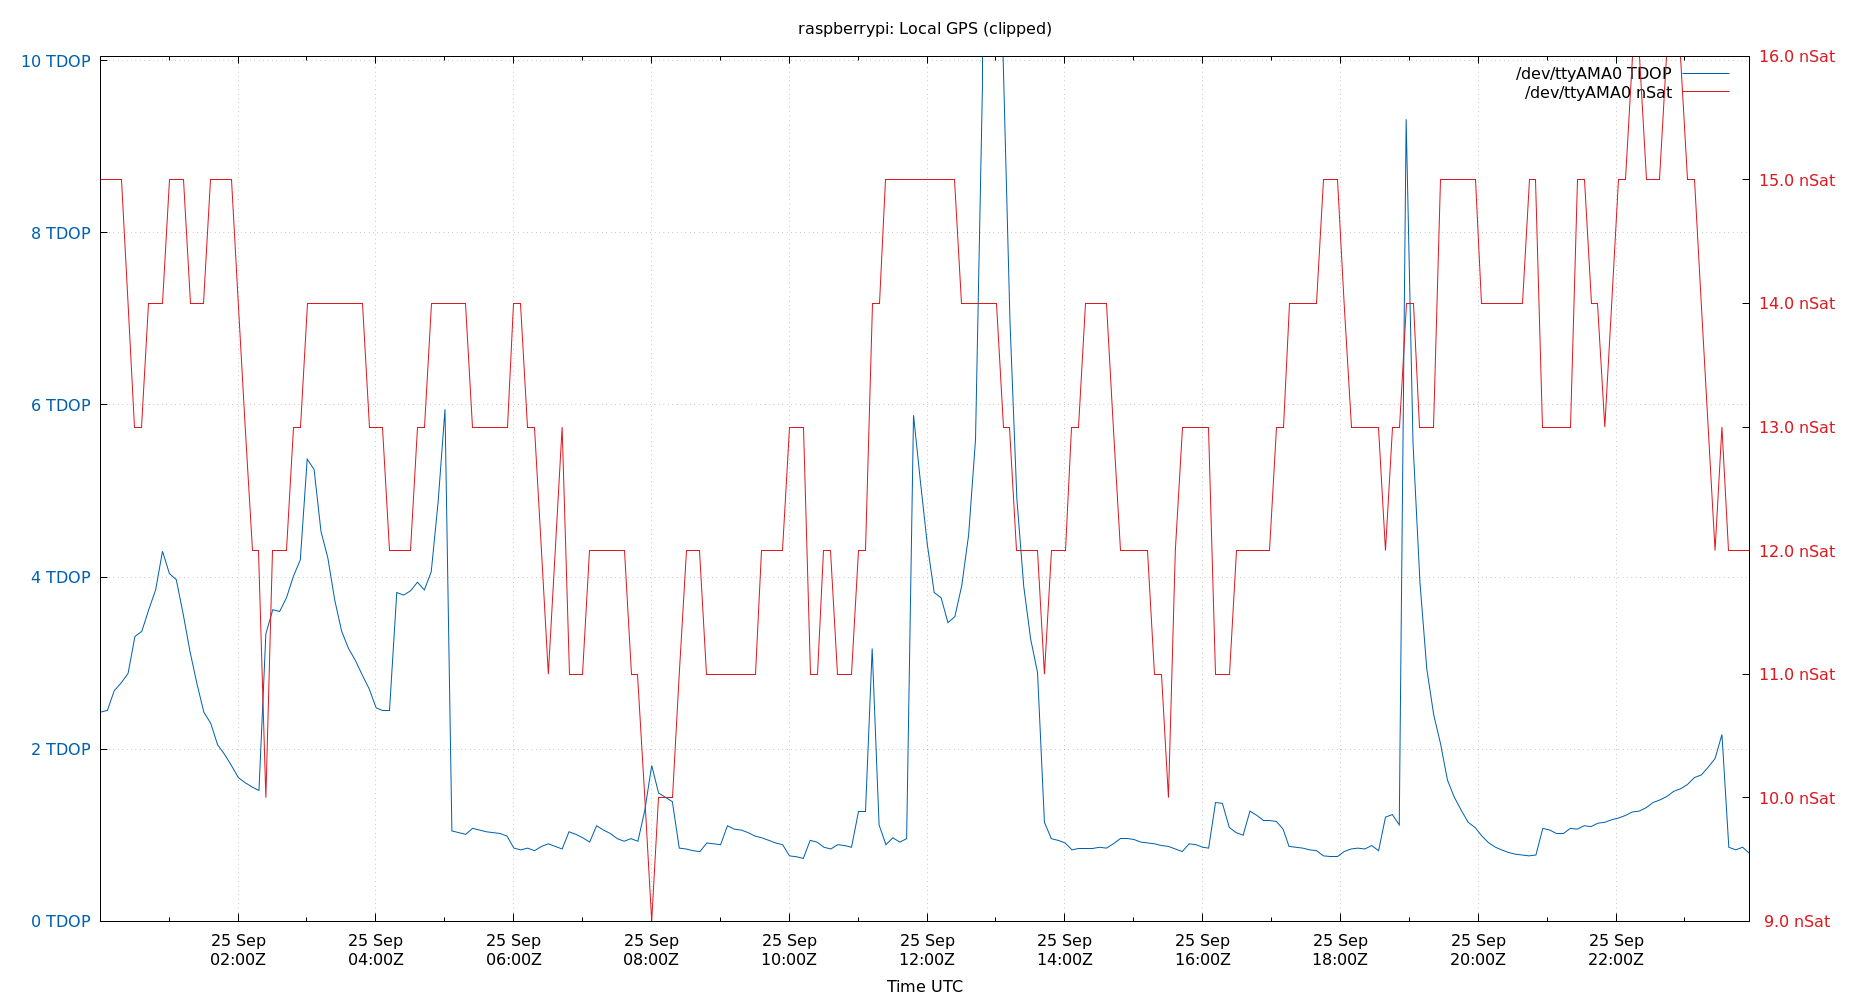 raspberrypi: Local GPS (clipped)
10 TDOP
8 TDOP
6 TDOP
4 TDOP
2 TDOP
0 TDOP
16.0 nSat
15.0 nSat
14.0 nSat
13.0 nSat
12.0 nSat
11.0 nSat
10.0 nSat
9.0 nSat
/dev/ttyAMA0 TDOP
/dev/ttyAMA0 nSat
25 Sep 25 Sep 25 Sep 25 Sep 25 Sep 25 Sep 25 Sep 25 Sep 25 Sep 25 Sep 25 Sep
02:00Z 04:00Z 06:00Z 08:00Z 10:00Z 12:00Z 14:00Z 16:00Z 18:00Z 20:00Z 22:00Z
Time UTC